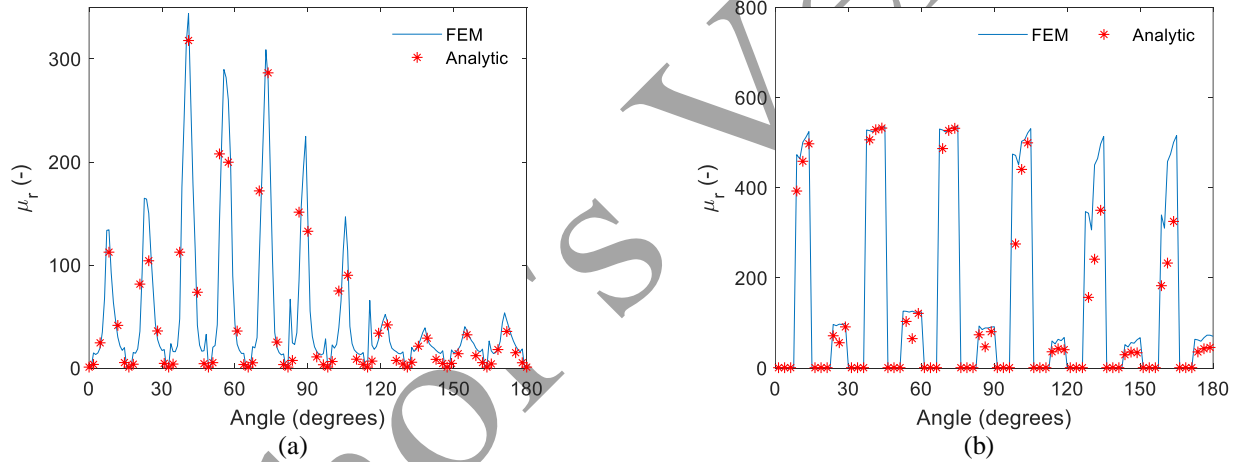 FEM
Analytic
300
200
100
0
μr (-)
0 30 60 90 120 150 180
Angle (degrees)
(a)
FEM Analytic
800
600
400
200
0
μr (-)
0 30 60 90 120 150 180
Angle (degrees)
(b)